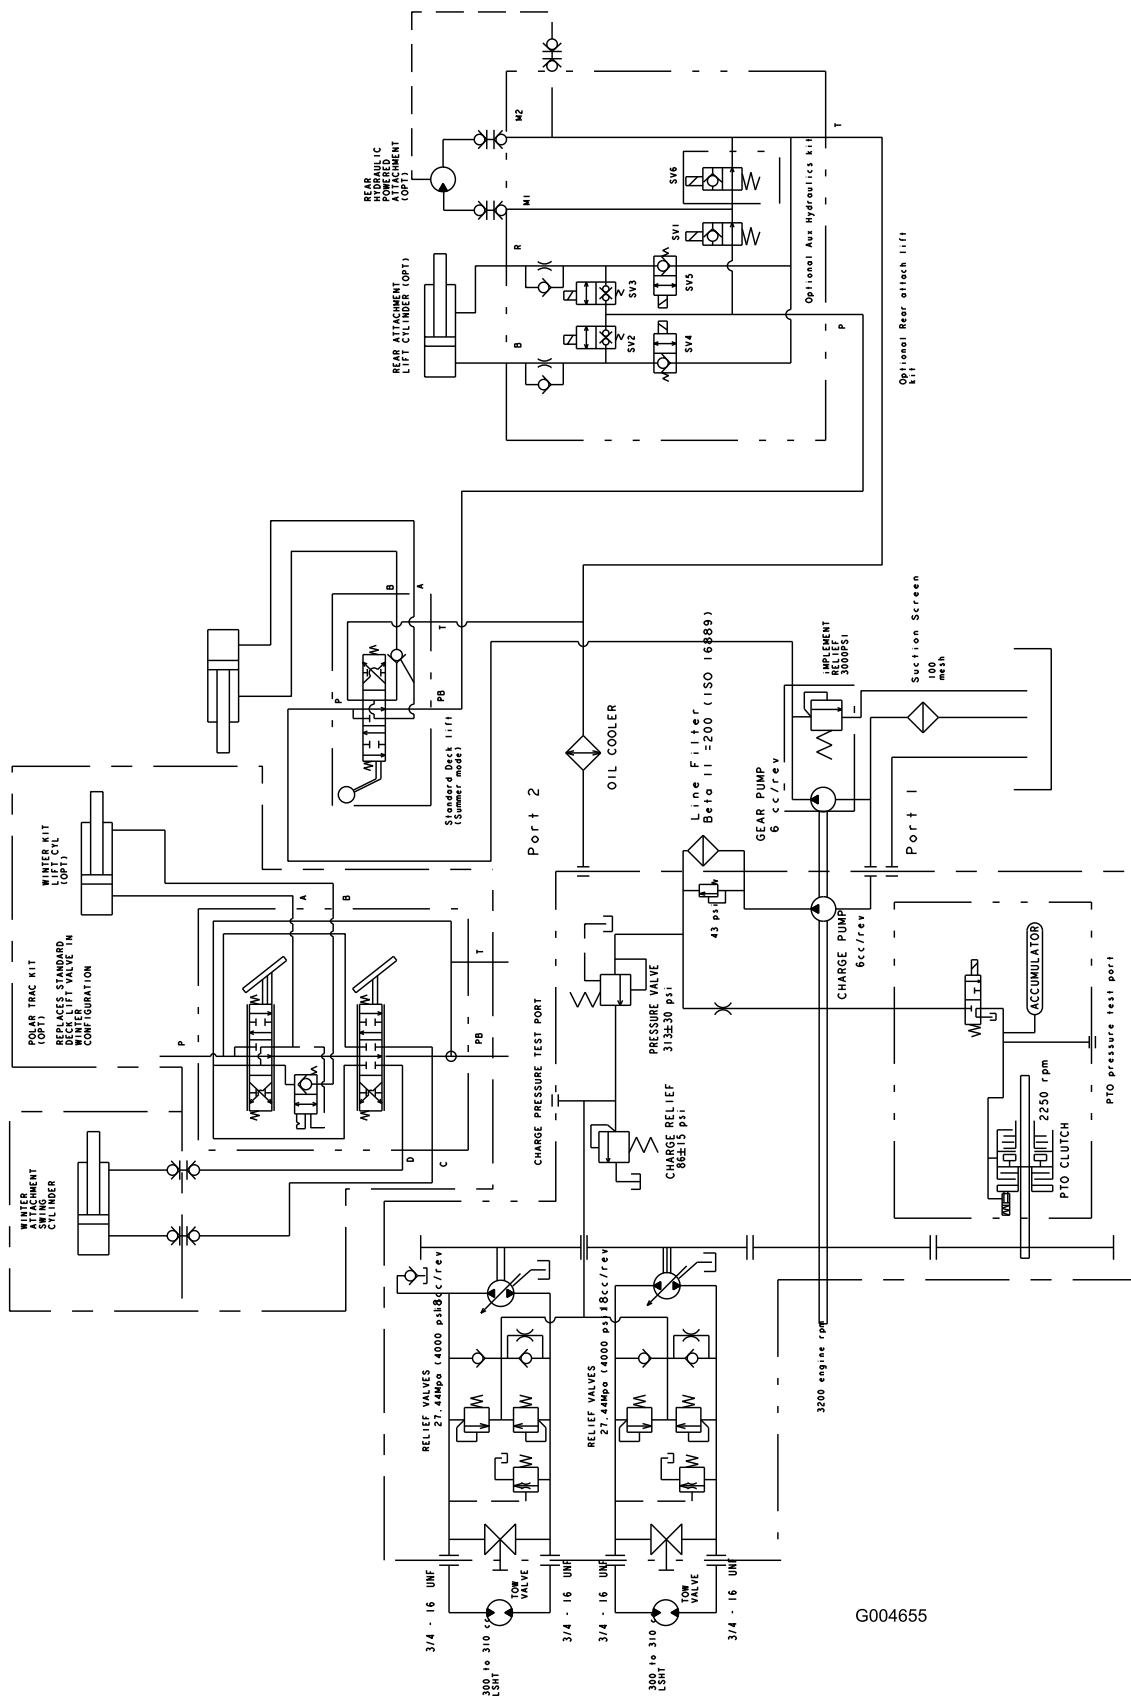 M2
T
REAR
HYDRAULIC
POWERED
ATTACHMENT
(OPT)
M1
SV6
SV1
Optional Aux Hydraulics kit
R
SV3
SV5
REAR ATTACHMENT
LIFT CYLINDER (OPT)
B
SV2
SV4
P
Optional Rear attach lift
kit
B
A
T
P
PB
Standard Deck lift
(Summer mode)
OIL COOLER
Port 2
Line Filter
Beta 11 =200 (ISO 16889)
IMPLEMENT
RELIEF
3000PSI
Suction Screen
100
mesh
GEAR PUMP
6 cc/rev
Port 1
WINTER KIT
LIFT CYL
(OPT)
POLAR TRAC KIT
(OPT)
REPLACES STANDARD
DECK LIFT VALVE IN
WINTER
CONFIGURATION
A
B
P
T
PB
D
C
WINTER
ATTACHMENT
SWING
CYLINDER
43 psi
CHARGE PUMP
6cc/rev
PRESSURE VALVE
313±30 psi
CHARGE PRESSURE TEST PORT
CHARGE RELIEF
86±15 psi
ACCUMULATOR
PTO pressure test port
2250 rpm
PTO CLUTCH
RELIEF VALVES
27.44Mpa (4000 psi)
18cc/rev
RELIEF VALVES
27.44Mpa (4000 psi)
18cc/rev
3200 engine rpm
3/4 - 16 UNF
TOW
VALVE
3/4 - 16 UNF
3/4 - 16 UNF
TOW
VALVE
3/4 - 16 UNF
300 to 310 cc
LSHT
300 to 310 c
LSHT
G004655